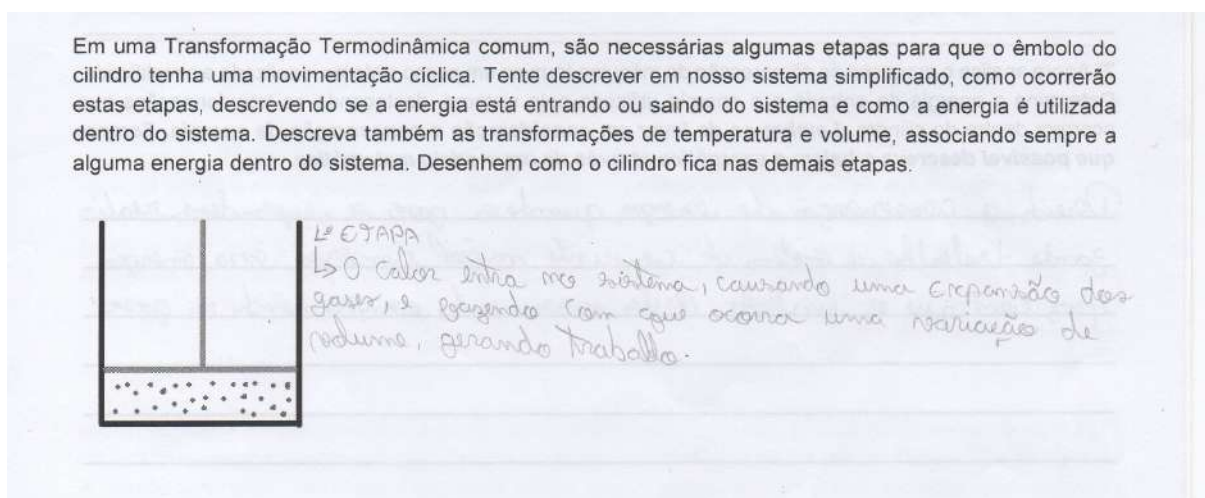 Em uma Transformação Termodinâmica comum, são necessárias algumas etapas para que o êmbolo do
cilindro tenha uma movimentação cíclica. Tente descrever em nosso sistema simplificado, como ocorrerão
estas etapas, descrevendo se a energia está entrando ou saindo do sistema e como a energia é utilizada
dentro do sistema. Descreva também as transformações de temperatura e volume, associando sempre a
alguma energia dentro do sistema. Desenhem como o cilindro fica nas demais etapas.
1ª ETAPA
↳ O calor entra no sistema, causando uma expansão dos
gases, e fazendo com que ocorra uma variação de
volume, gerando trabalho.